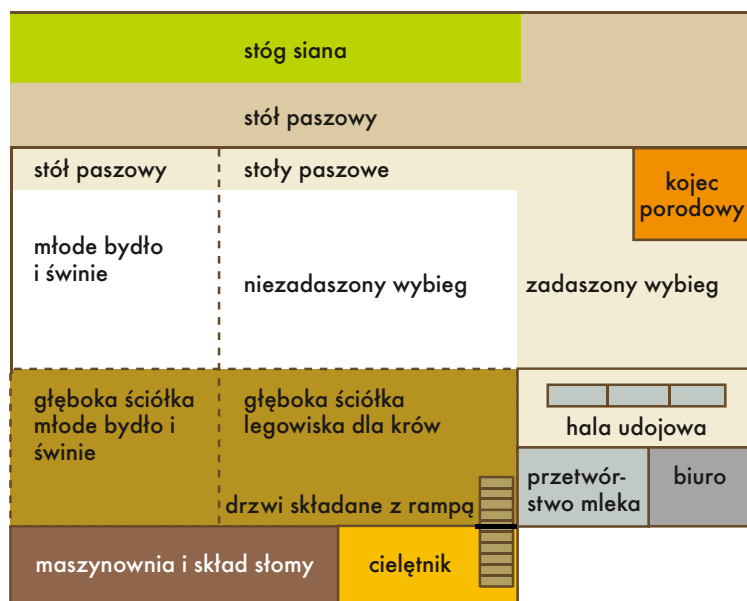 stóg siana
stół paszowy
stół paszowy
stoły paszowe
kojec
porodowy
młode bydło
i świnie
niezadaszony wybieg
zadaszony wybieg
głęboka ściółka
młode bydło i
świnie
głęboka ściółka
legowiska dla krów
hala udojowa
drzwi składane z rampą
przetwór-
stwo mleka
biuro
maszynownia i skład słomy
cielętnik